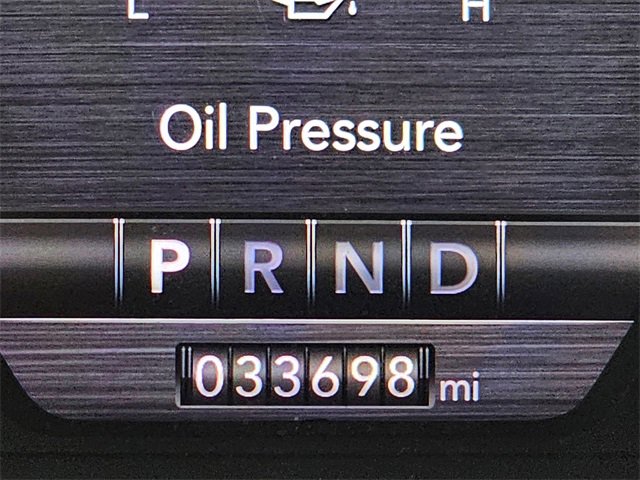 L H
Oil Pressure
P R N D
033698 mi